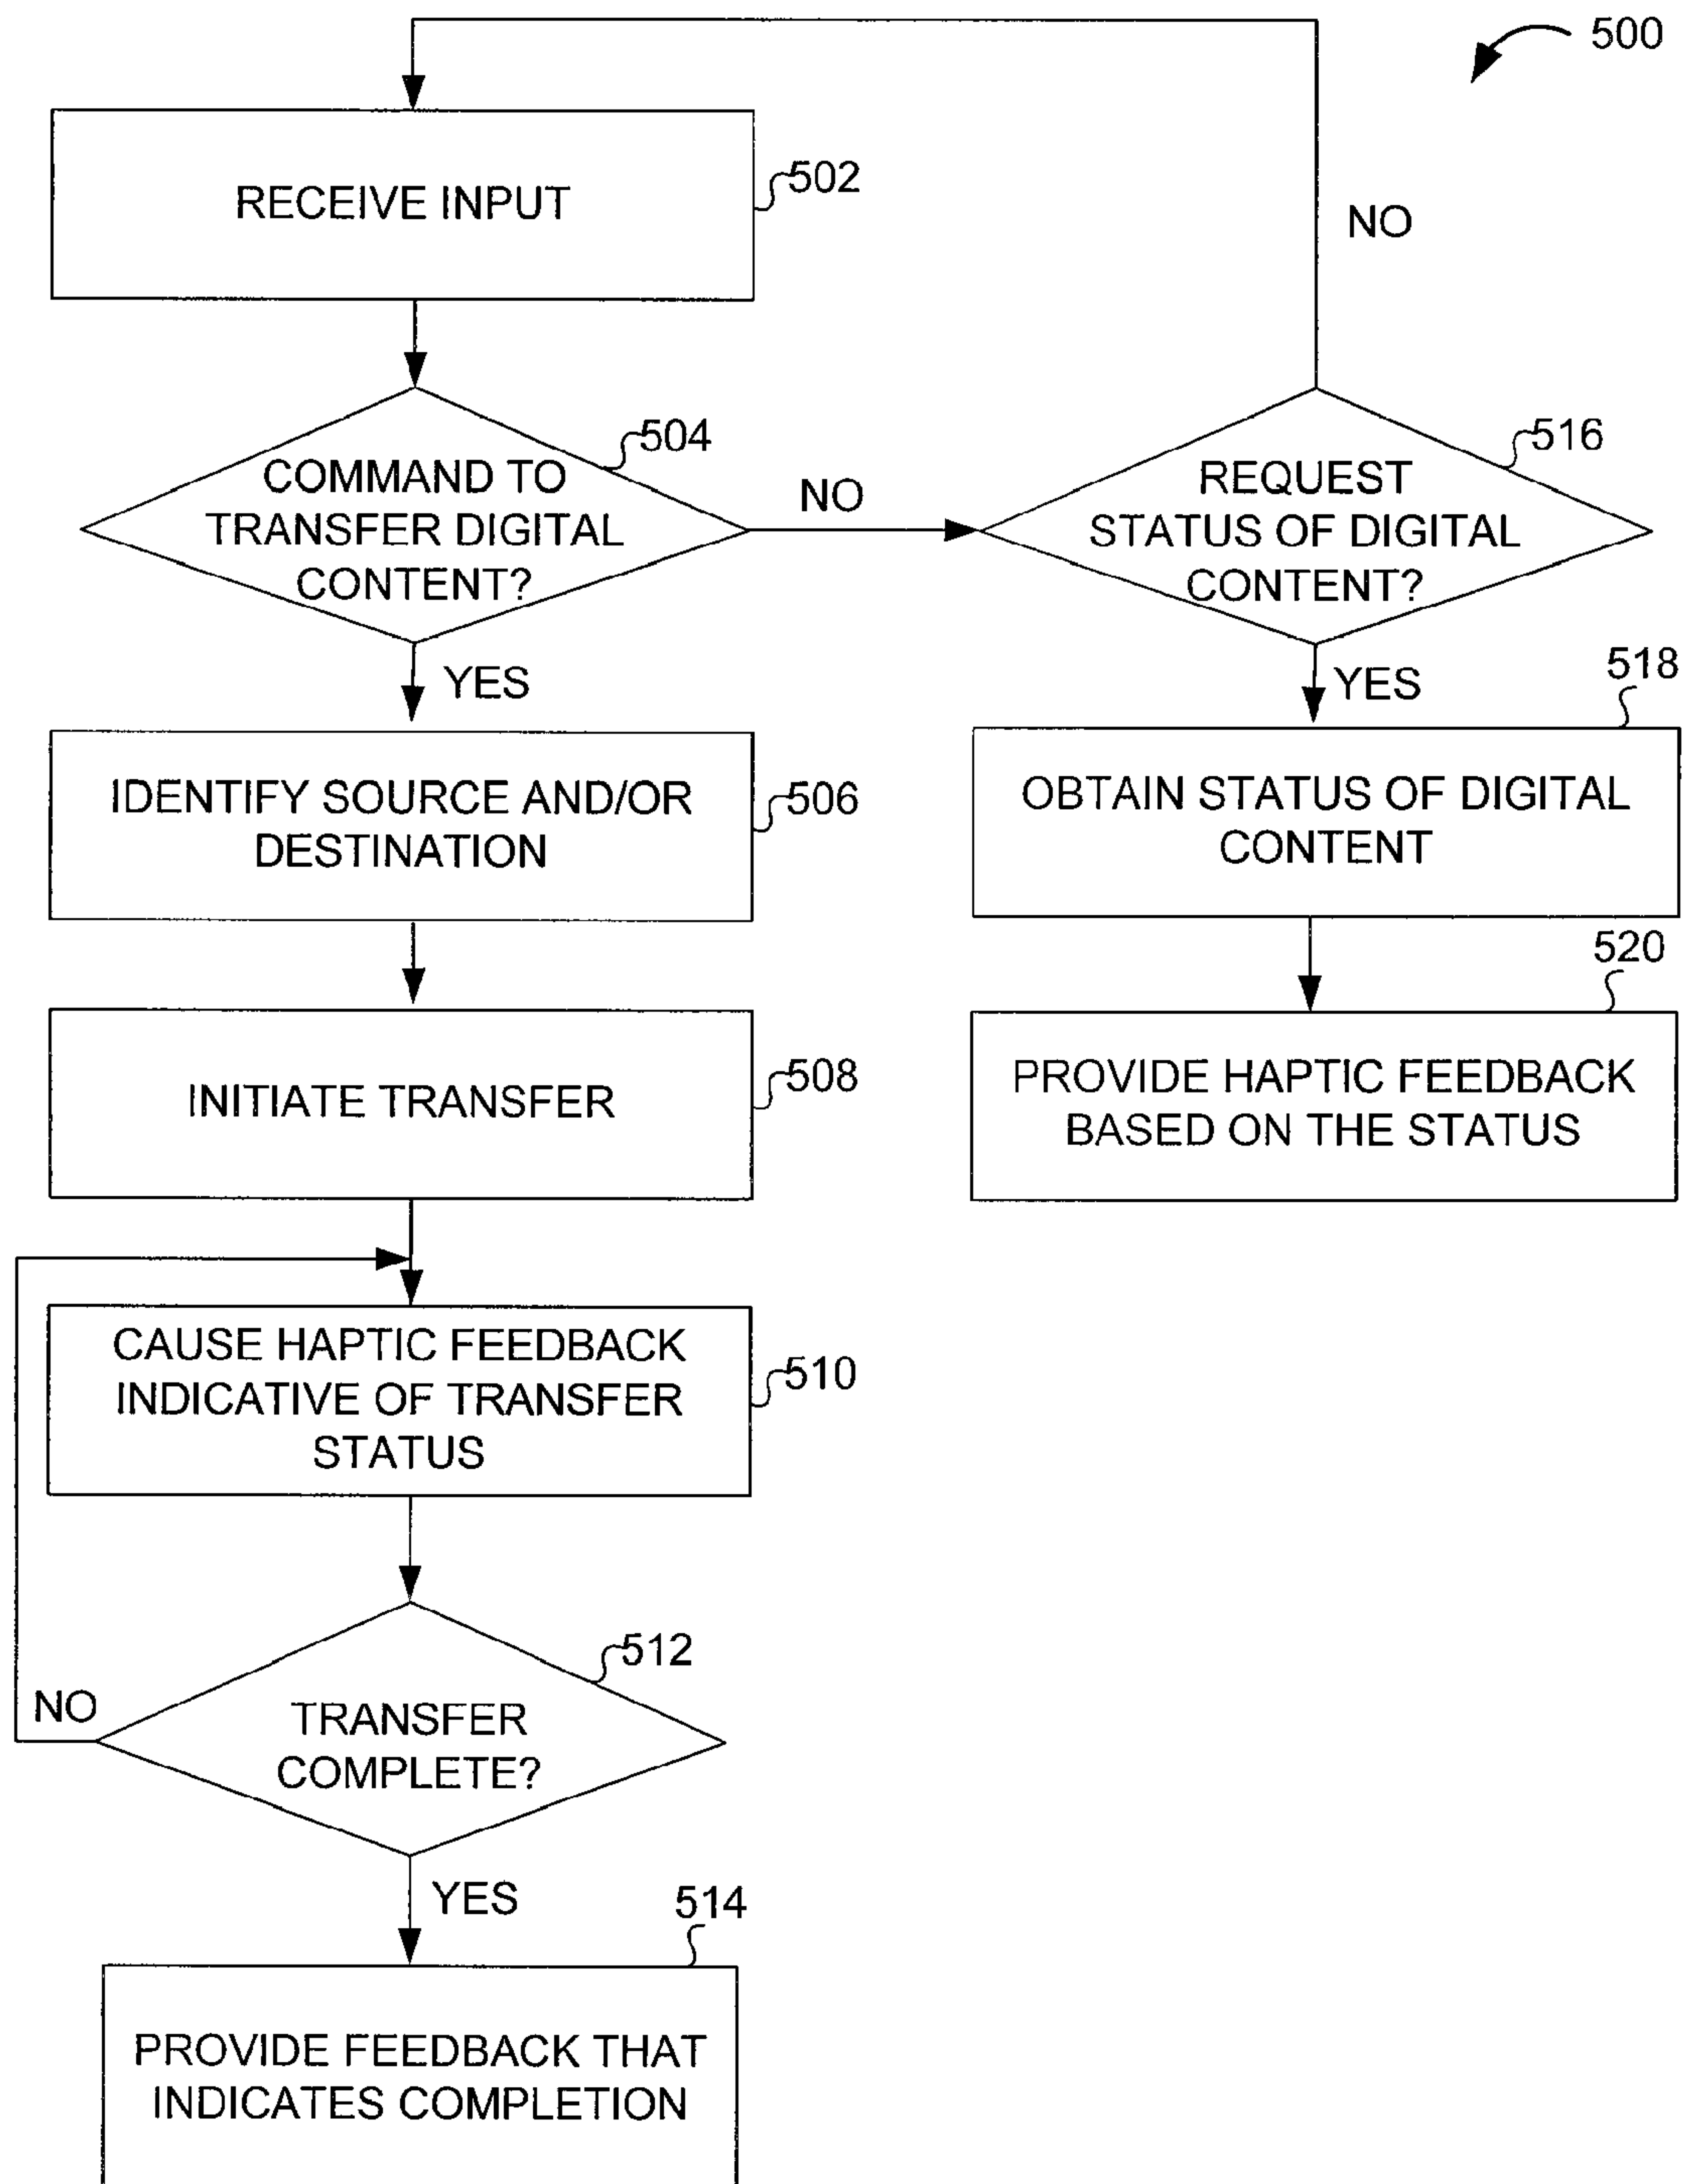 500
RECEIVE INPUT
502
NO
504
COMMAND TO
TRANSFER DIGITAL
CONTENT?
NO
516
REQUEST
STATUS OF DIGITAL
CONTENT?
YES
YES
518
IDENTIFY SOURCE AND/OR
DESTINATION
506
OBTAIN STATUS OF DIGITAL
CONTENT
520
INITIATE TRANSFER
508
PROVIDE HAPTIC FEEDBACK
BASED ON THE STATUS
CAUSE HAPTIC FEEDBACK
INDICATIVE OF TRANSFER
STATUS
510
512
NO
TRANSFER
COMPLETE?
YES
514
PROVIDE FEEDBACK THAT
INDICATES COMPLETION